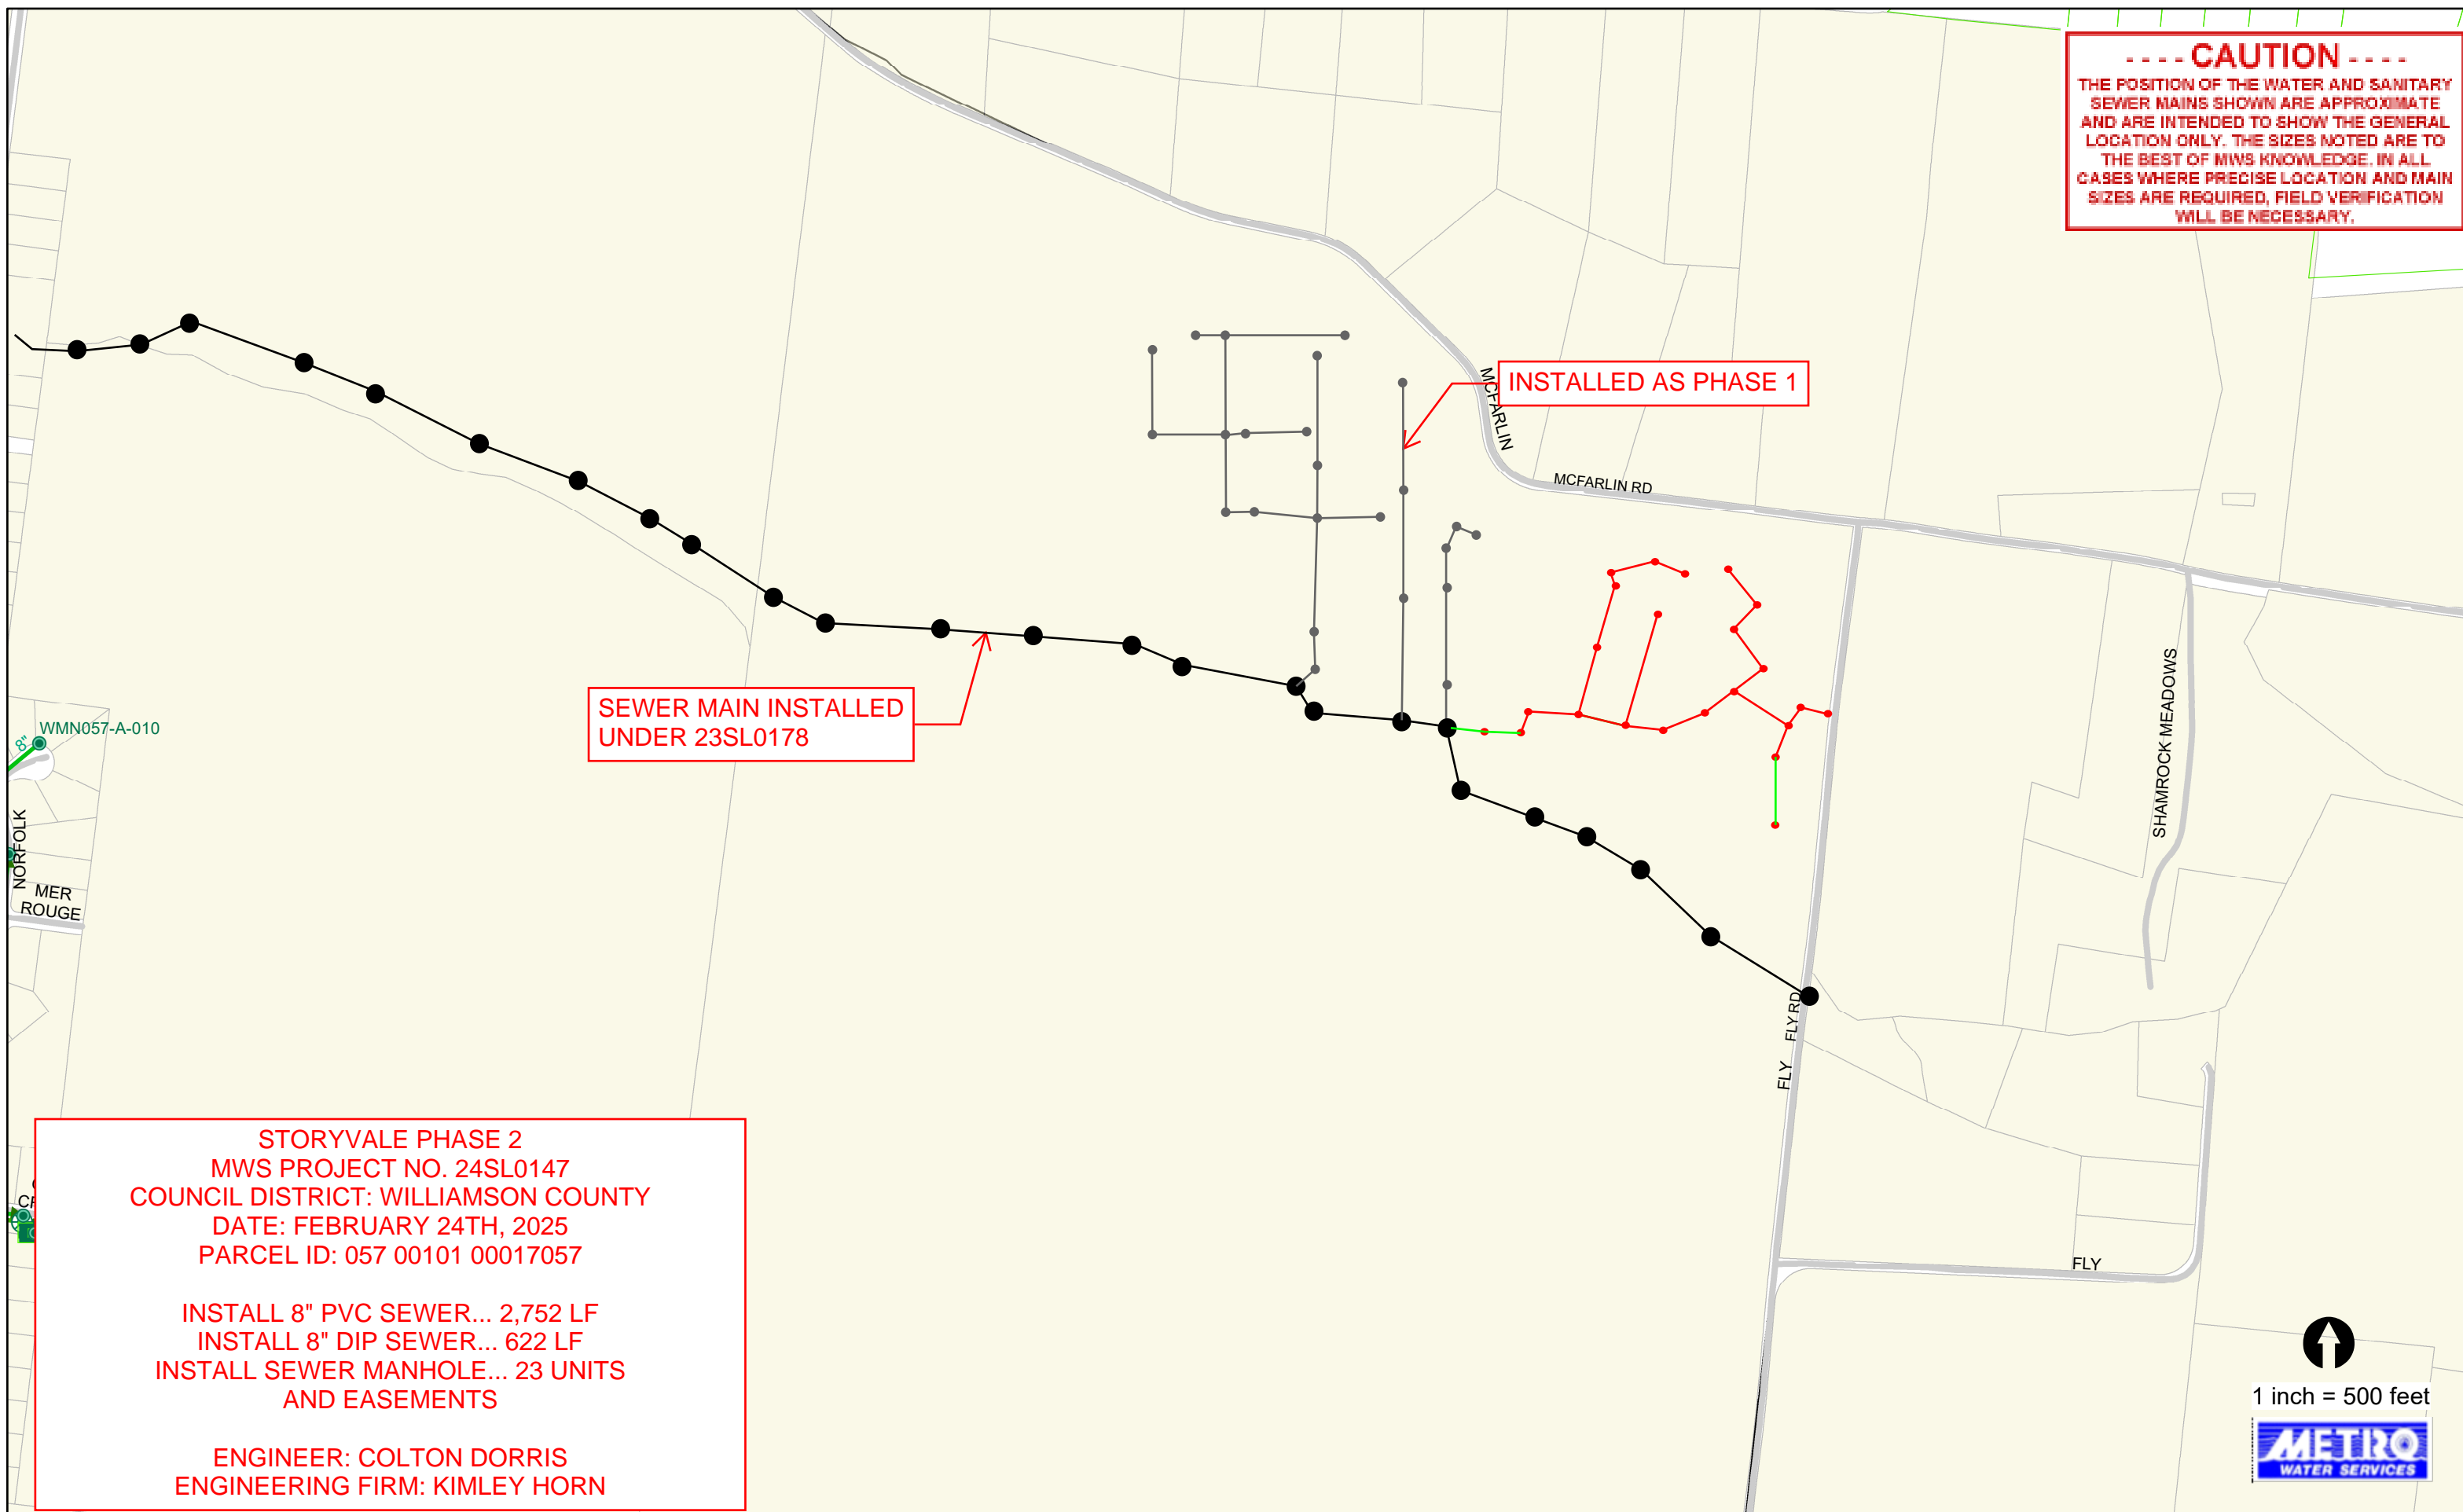 - - - - CAUTION - - - -
THE POSITION OF THE WATER AND SANITARY
SEWER MAINS SHOWN ARE APPROXIMATE
AND ARE INTENDED TO SHOW THE GENERAL
LOCATION ONLY. THE SIZES NOTED ARE TO
THE BEST OF MWS KNOWLEDGE. IN ALL
CASES WHERE PRECISE LOCATION AND MAIN
SIZES ARE REQUIRED, FIELD VERIFICATION
WILL BE NECESSARY.
INSTALLED AS PHASE 1
MCFARLIN
MCFARLIN RD
SHAMROCK MEADOWS
SEWER MAIN INSTALLED
UNDER 23SL0178
WMN057-A-010
8"
NORFOLK
MER
ROUGE
FLY RD
FLY
FLY
STORYVALE PHASE 2
MWS PROJECT NO. 24SL0147
COUNCIL DISTRICT: WILLIAMSON COUNTY
DATE: FEBRUARY 24TH, 2025
PARCEL ID: 057 00101 00017057
INSTALL 8" PVC SEWER... 2,752 LF
INSTALL 8" DIP SEWER... 622 LF
INSTALL SEWER MANHOLE... 23 UNITS
AND EASEMENTS
ENGINEER: COLTON DORRIS
ENGINEERING FIRM: KIMLEY HORN
1 inch = 500 feet
METRO
WATER SERVICES